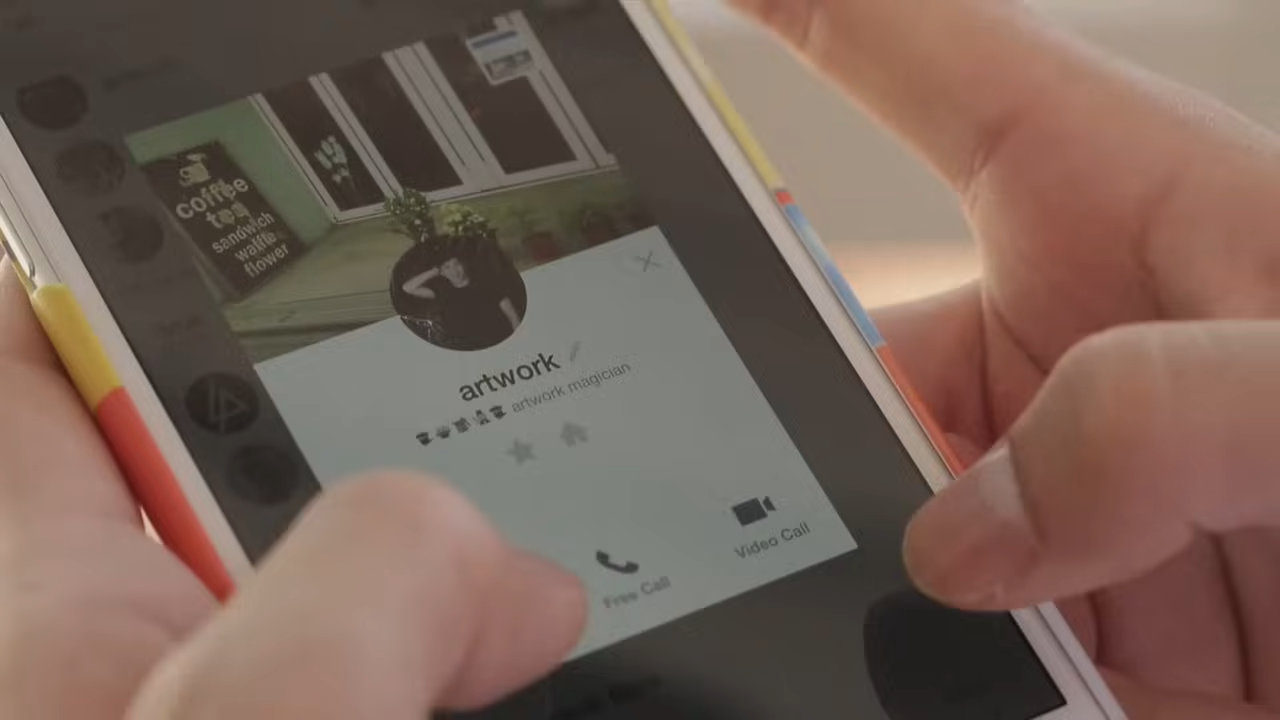 coffee
tea
sandwich
waffle
flower
artwork
artwork magician
Free Call
Video Call